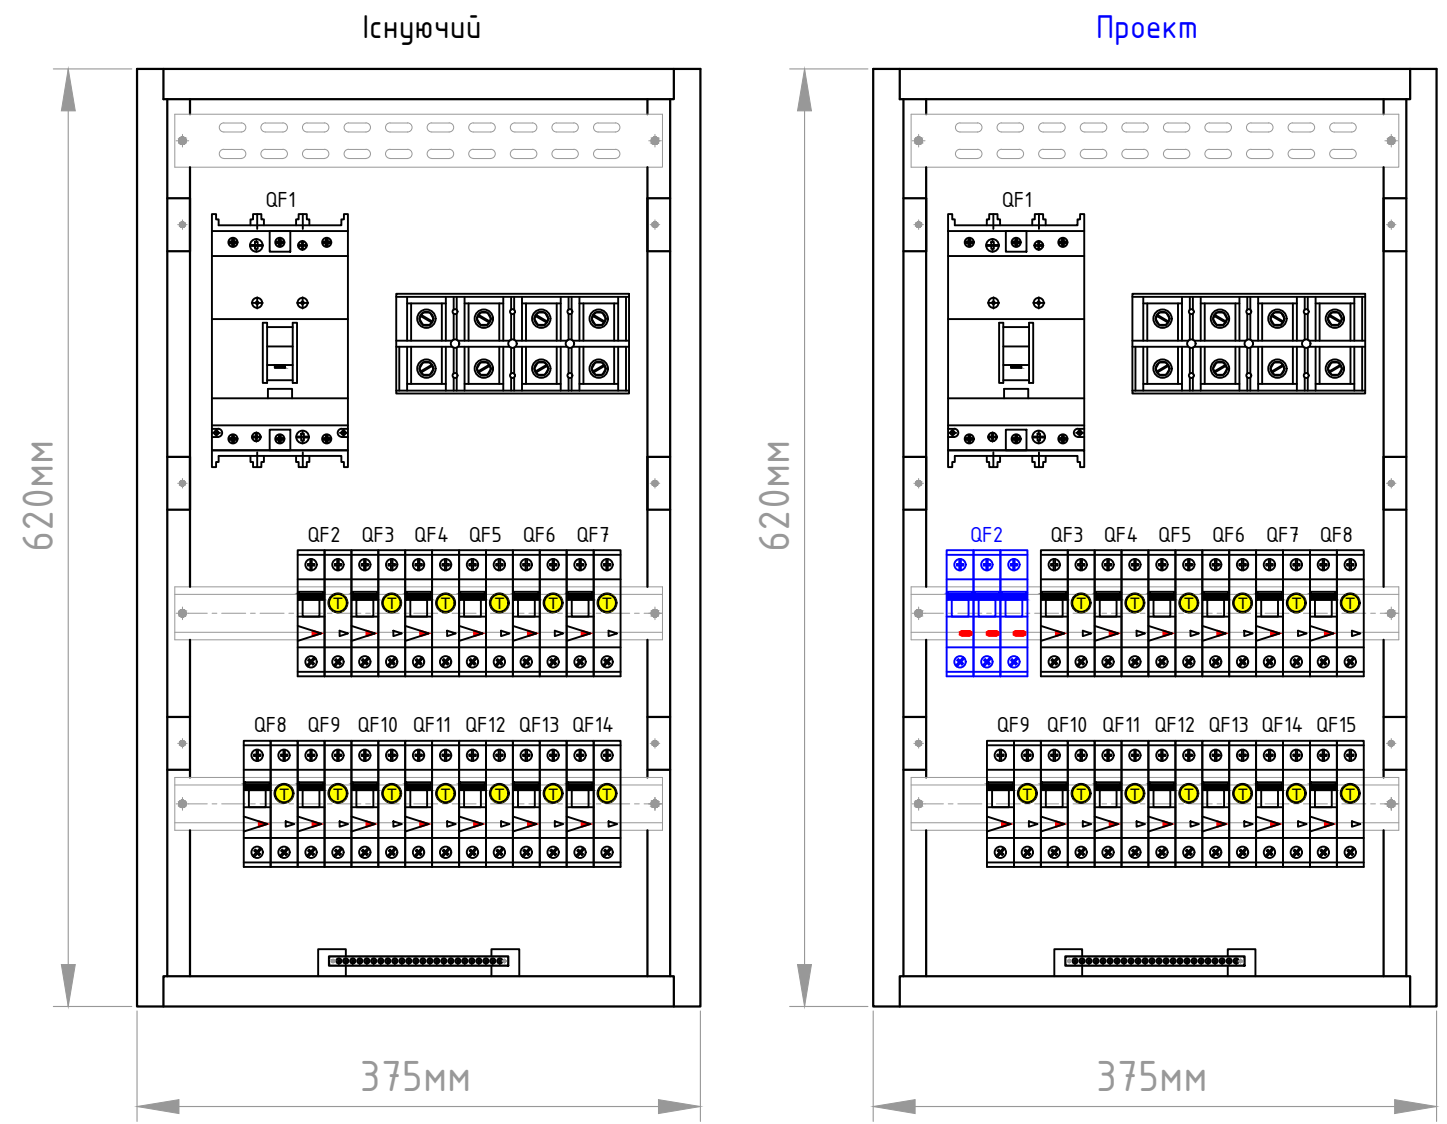 Існуючий
Проект
QF1
QF1
620мм
620мм
QF2 QF3 QF4 QF5 QF6 QF7
QF2 QF3 QF4 QF5 QF6 QF7 QF8
T T T T T T
T T T T T T
QF8 QF9 QF10 QF11 QF12 QF13 QF14
QF9 QF10 QF11 QF12 QF13 QF14 QF15
T T T T T T T
T T T T T T T
375мм
375мм